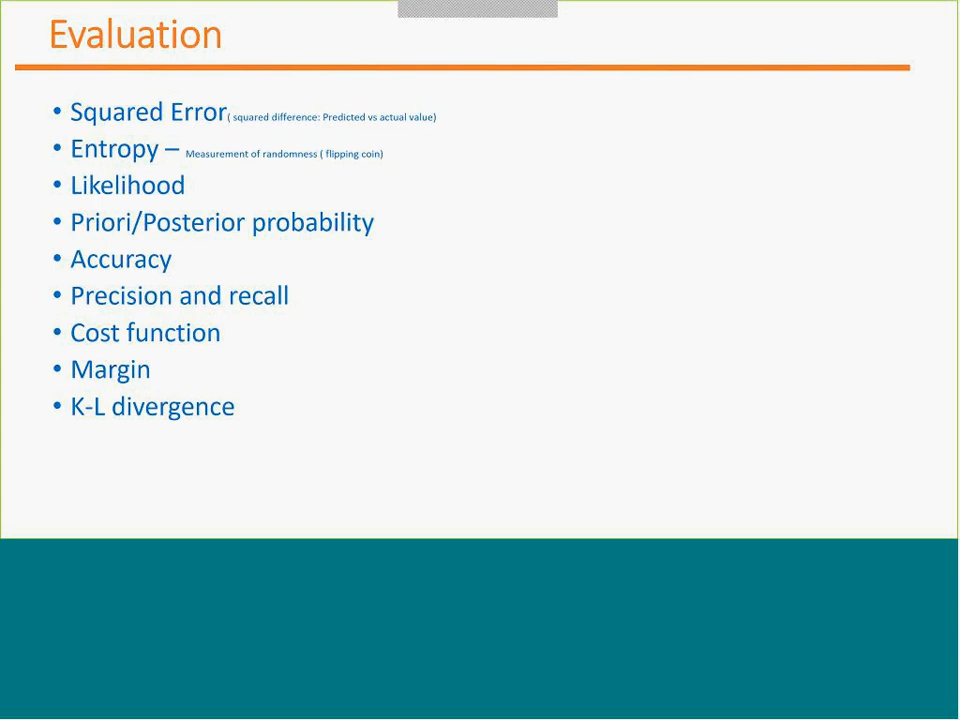 Evaluation
• Squared Error( squared difference: Predicted vs actual value)
• Entropy – Measurement of randomness ( flipping coin)
• Likelihood
• Priori/Posterior probability
• Accuracy
• Precision and recall
• Cost function
• Margin
• K-L divergence